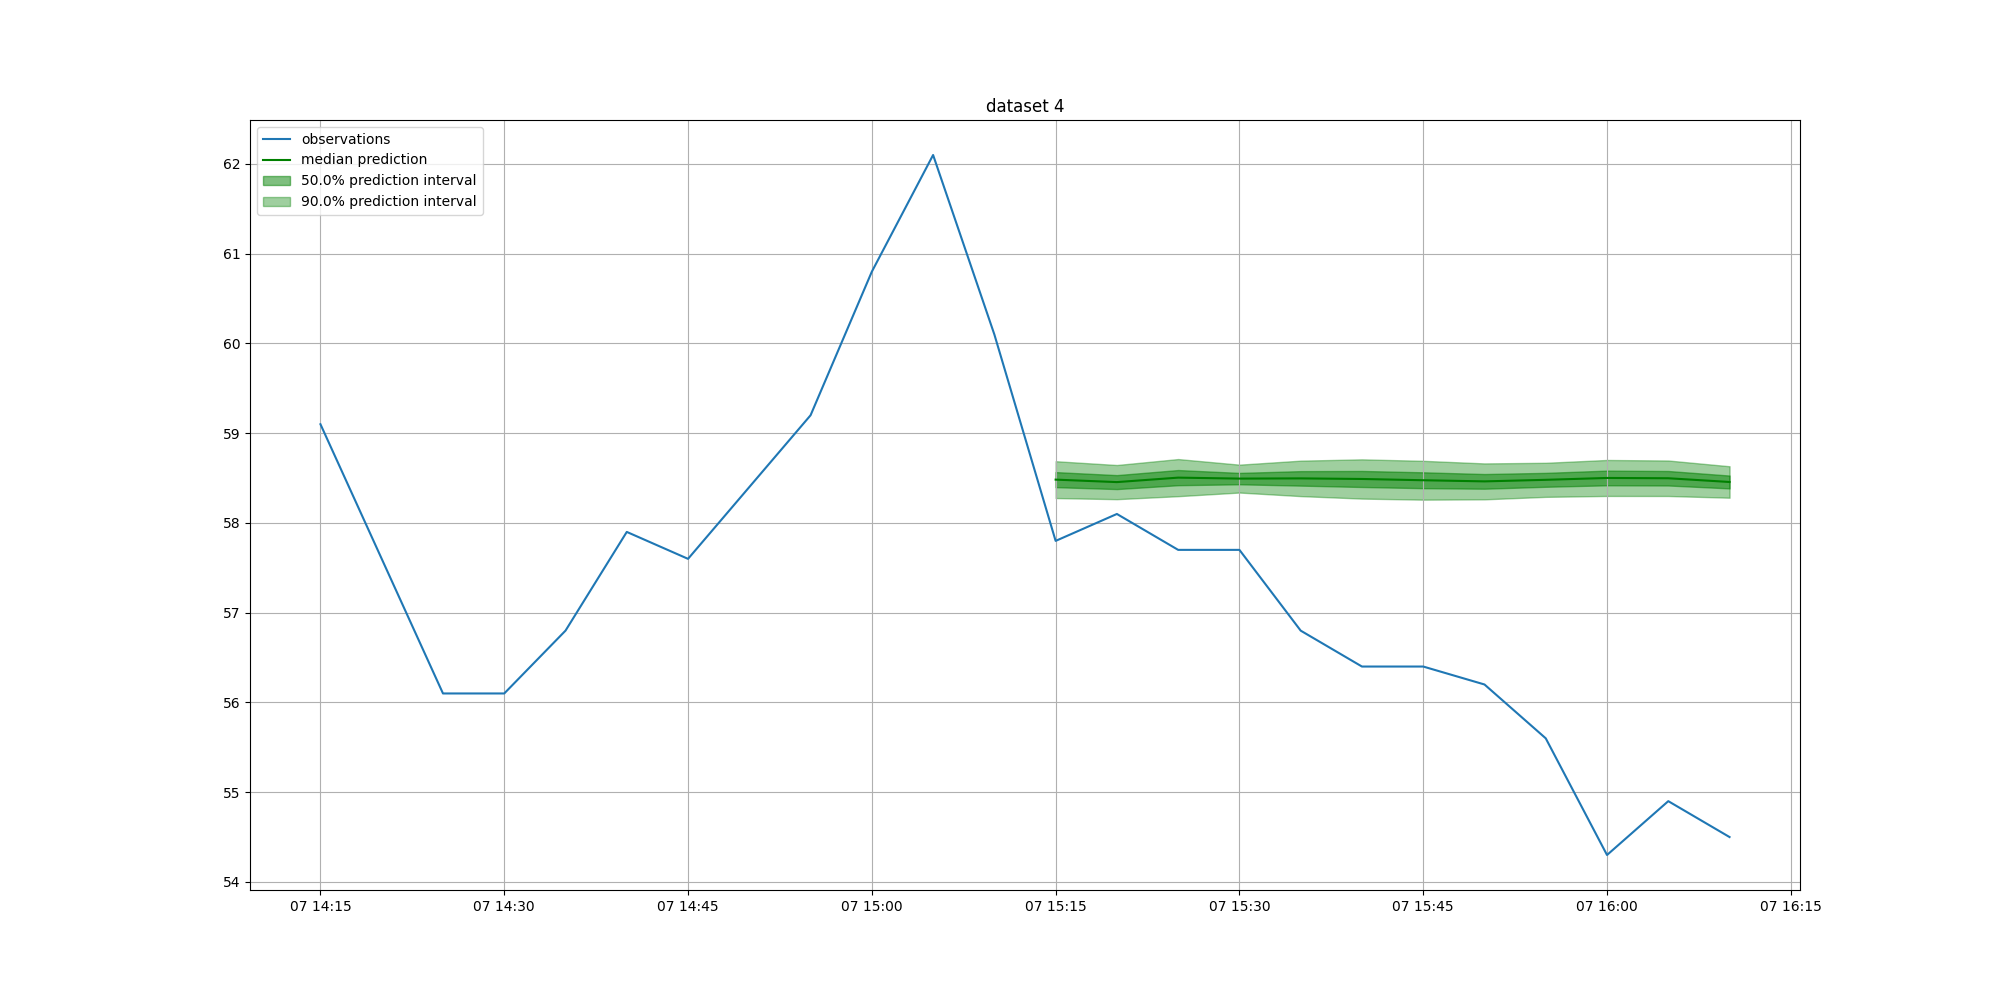 dataset 4
observations
median prediction
50.0% prediction interval
90.0% prediction interval
62
61
60
59
58
57
56
55
54
07 14:15 07 14:30 07 14:45 07 15:00 07 15:15 07 15:30 07 15:45 07 16:00 07 16:15